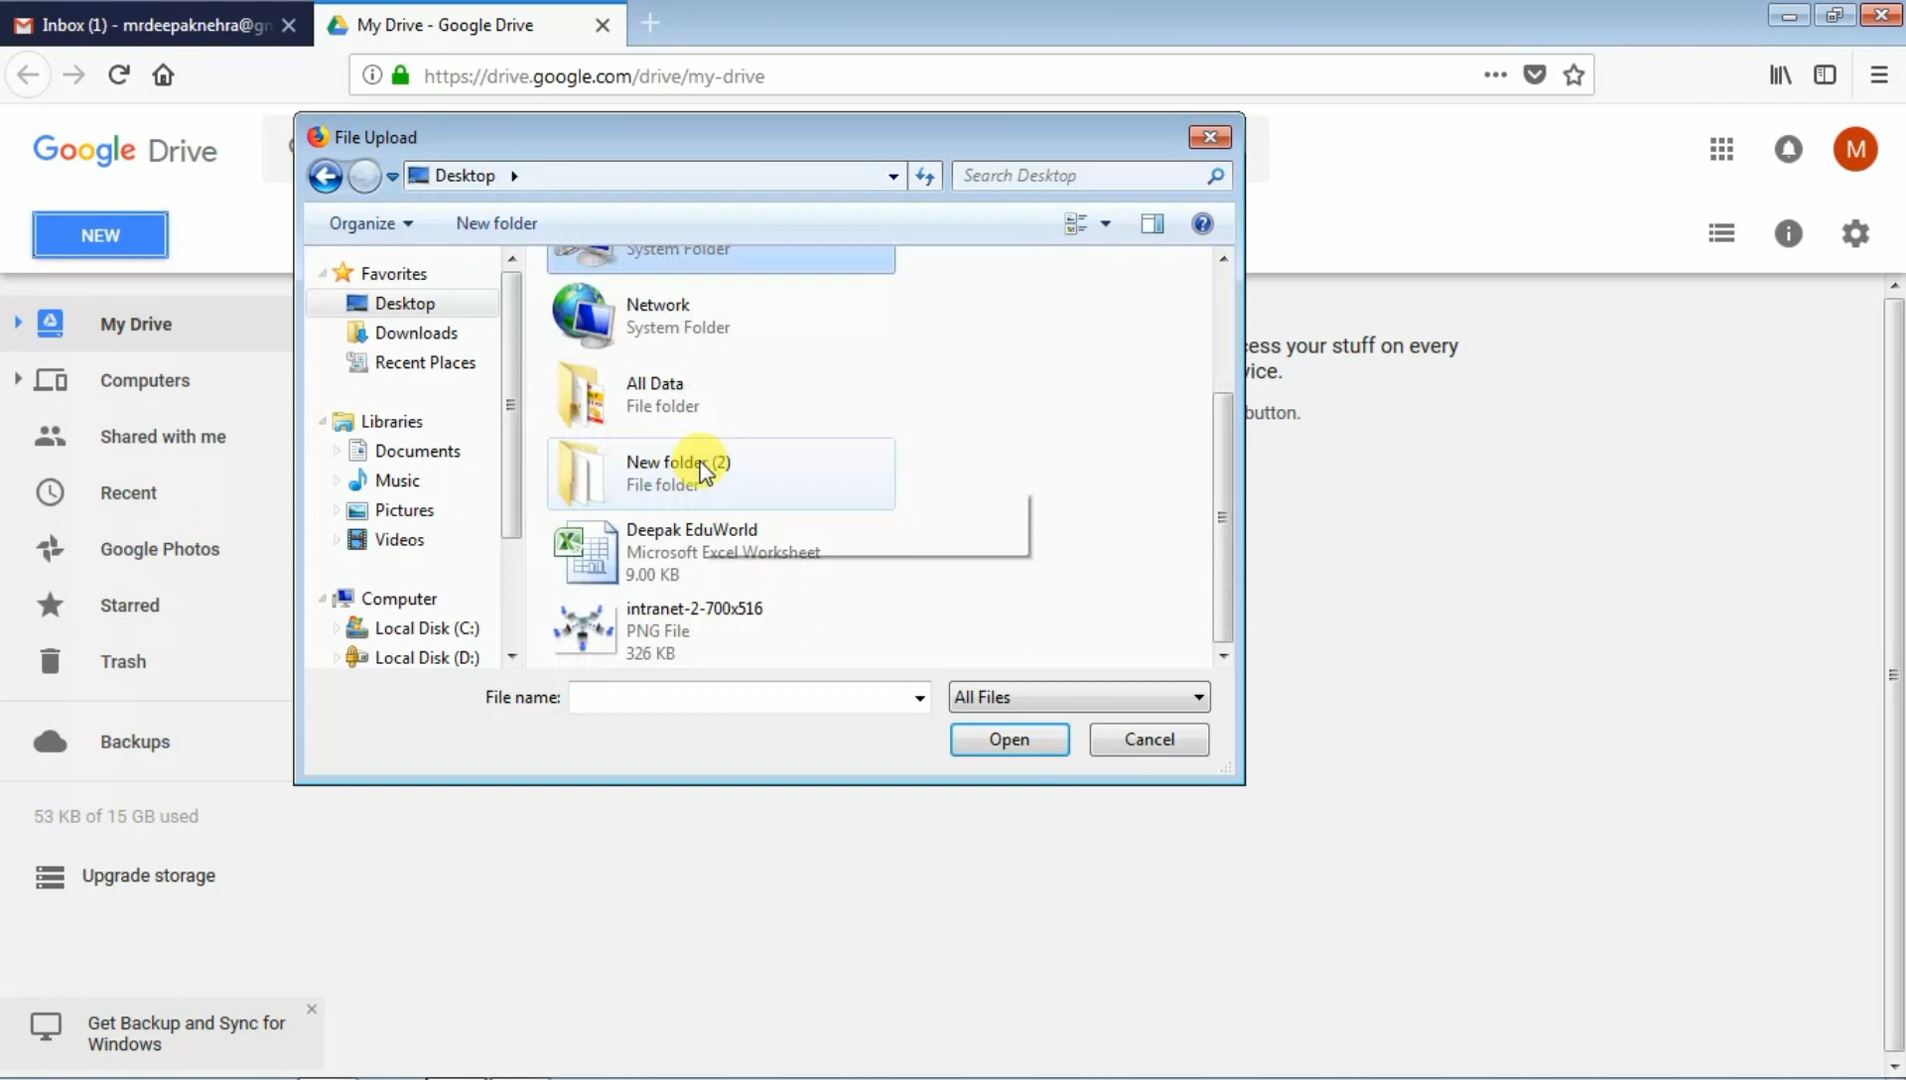 Inbox (1) - mrdeepaknehra@gm
My Drive - Google Drive
https://drive.google.com/drive/my-drive
Google Drive
M
NEW
My Drive
Computers
Shared with me
Recent
Google Photos
Starred
Trash
Backups
53 KB of 15 GB used
Upgrade storage
Get Backup and Sync for
Windows
File Upload
Desktop
Search Desktop
Organize
New folder
Favorites
Desktop
Downloads
Recent Places
Libraries
Documents
Music
Pictures
Videos
Computer
Local Disk (C:)
Local Disk (D:)
System Folder
Network
System Folder
All Data
File folder
New folder (2)
File folder
Deepak EduWorld
Microsoft Excel Worksheet
9.00 KB
intranet-2-700x516
PNG File
326 KB
File name:
All Files
Open
Cancel
cess your stuff on every
vice.
button.